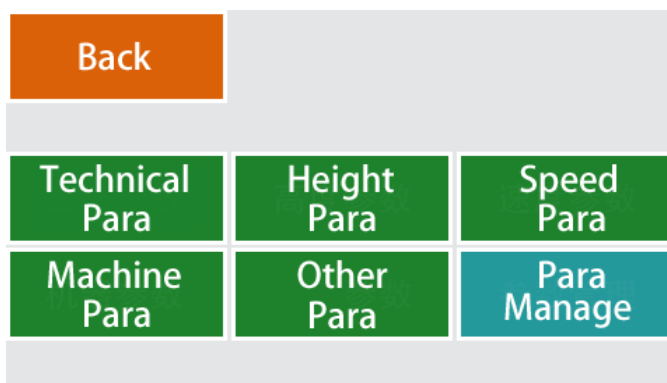 Back
Technical
Para
Height
Para
Speed
Para
Machine
Para
Other
Para
Para
Manage